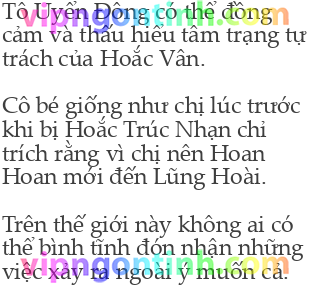 Tô Uyển Đông có thể đồng
cảm và thấu hiểu tâm trạng tự
trách của Hoắc Vân.
Cô bé giống như chị lúc trước
khi bị Hoắc Trúc Nhạn chỉ
trích rằng vì chị nên Hoan
Hoan mới đến Lũng Hoài.
Trên thế giới này không ai có
thể bình tĩnh đón nhận những
việc xảy ra ngoài ý muốn cả.
vipngontinh.com
vipngontinh.com